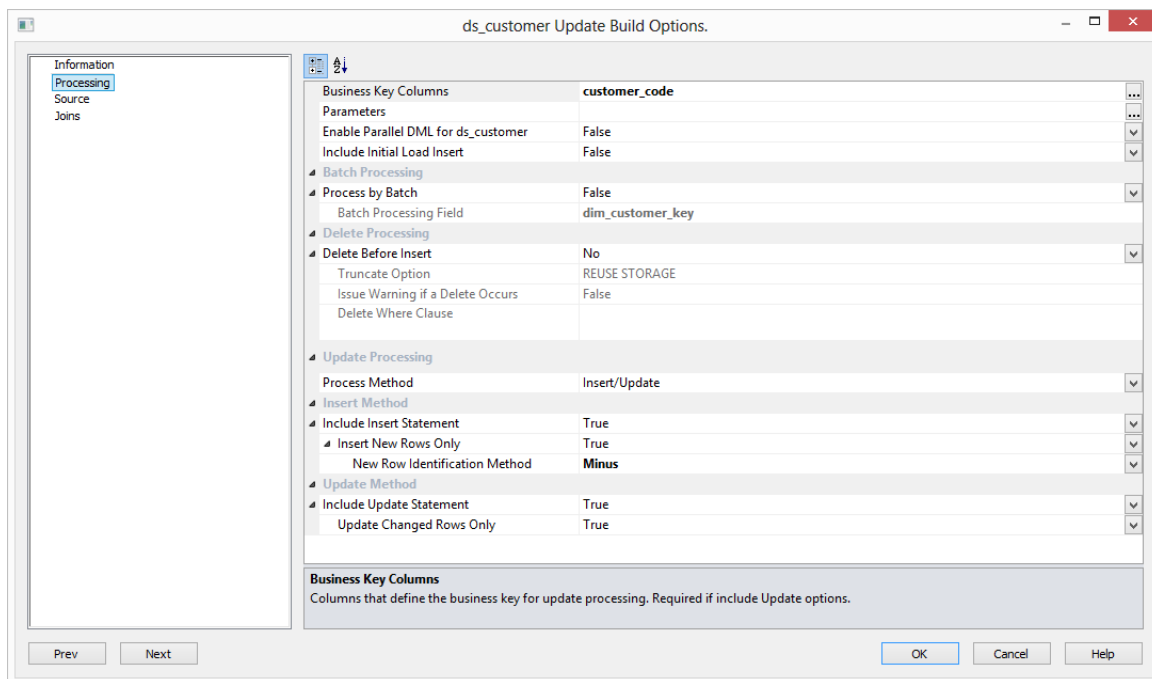 ds_customer Update Build Options.
Information
Processing
Source
Joins
Business Key Columns customer_code ...
Parameters ...
Enable Parallel DML for ds_customer False
Include Initial Load Insert False
Batch Processing
Process by Batch False
Batch Processing Field dim_customer_key
Delete Processing
Delete Before Insert No
Truncate Option REUSE STORAGE
Issue Warning if a Delete Occurs False
Delete Where Clause
Update Processing
Process Method Insert/Update
Insert Method
Include Insert Statement True
Insert New Rows Only True
New Row Identification Method Minus
Update Method
Include Update Statement True
Update Changed Rows Only True
Business Key Columns
Columns that define the business key for update processing. Required if include Update options.
Prev Next OK Cancel Help